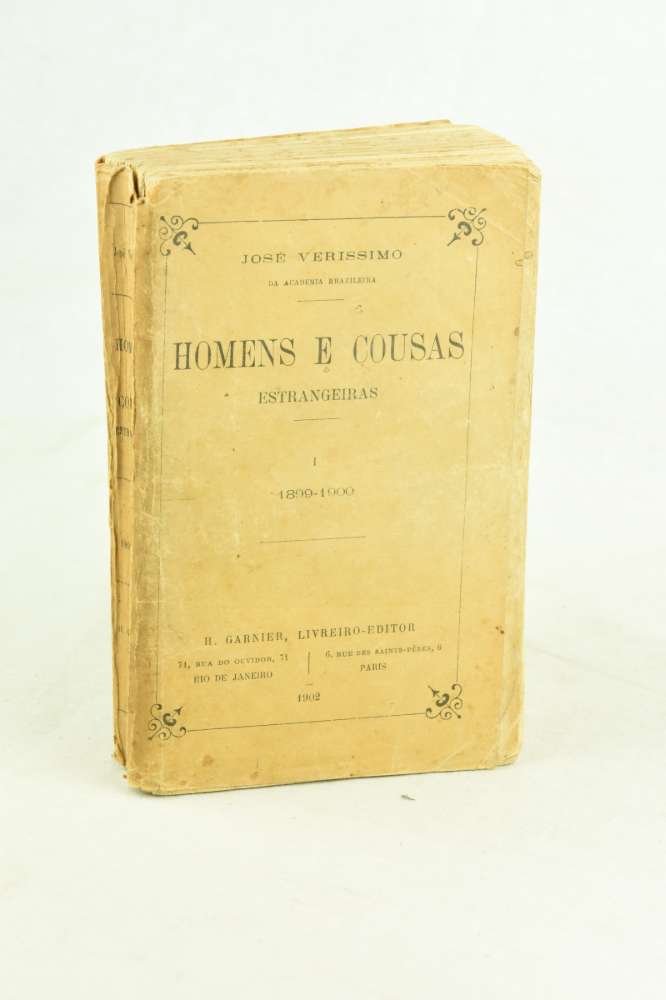 JOSÉ VERISSIMO
DA ACADEMIA BRAZILEIRA
HOMENS E COUSAS
ESTRANGEIRAS
I
1899-1900
H. GARNIER, LIVREIRO-EDITOR
71, RUA DO OUVIDOR, 71
RIO DE JANEIRO
6, RUE DES SAINTS-PÈRES, 6
PARIS
1902